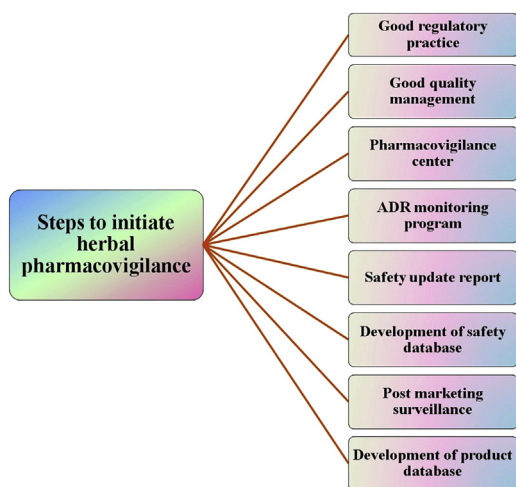 Good regulatory
practice
Good quality
management
Pharmacovigilance
center
Steps to initiate
herbal
pharmacovigilance
ADR monitoring
program
Safety update report
Development of safety
database
Post marketing
surveillance
Development of product
database